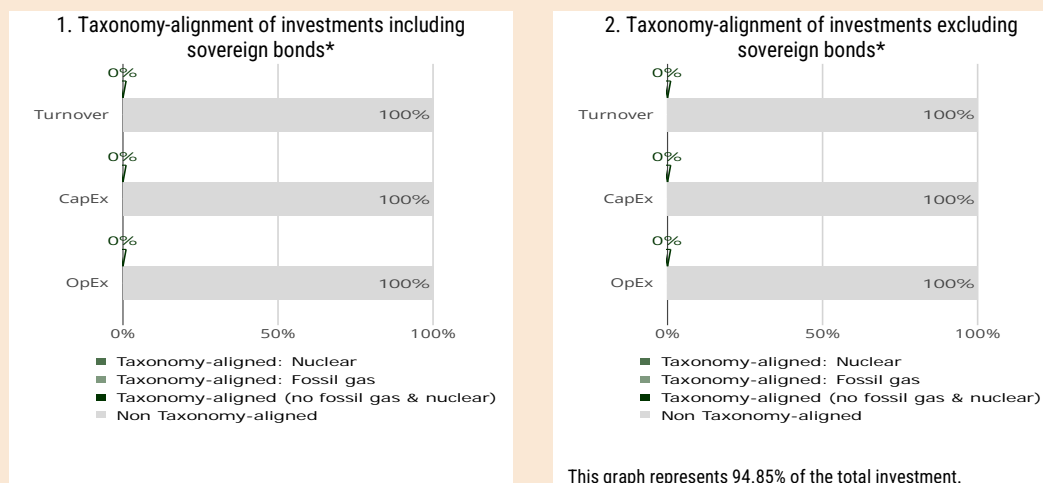 1. Taxonomy-alignment of investments including
sovereign bonds*
0%
Turnover
100%
0%
CapEx
100%
0%
OpEx
100%
0%
50%
100%
Taxonomy-aligned: Nuclear
Taxonomy-aligned: Fossil gas
Taxonomy-aligned (no fossil gas & nuclear)
Non Taxonomy-aligned
2. Taxonomy-alignment of investments excluding
sovereign bonds*
0%
Turnover
100%
0%
CapEx
100%
0%
OpEx
100%
0%
50%
100%
Taxonomy-aligned: Nuclear
Taxonomy-aligned: Fossil gas
Taxonomy-aligned (no fossil gas & nuclear)
Non Taxonomy-aligned
This graph represents 94.85% of the total investment.